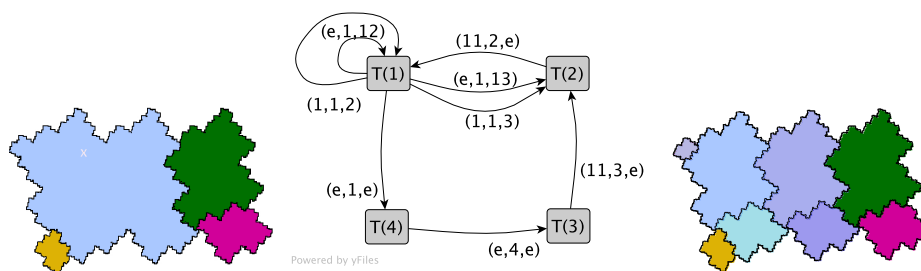 (e,1,12)
(11,2,e)
T(1)
T(2)
(e,1,13)
(1,1,2)
(1,1,3)
x
(11,3,e)
(e,1,e)
T(4)
T(3)
(e,4,e)
Powered by yFiles